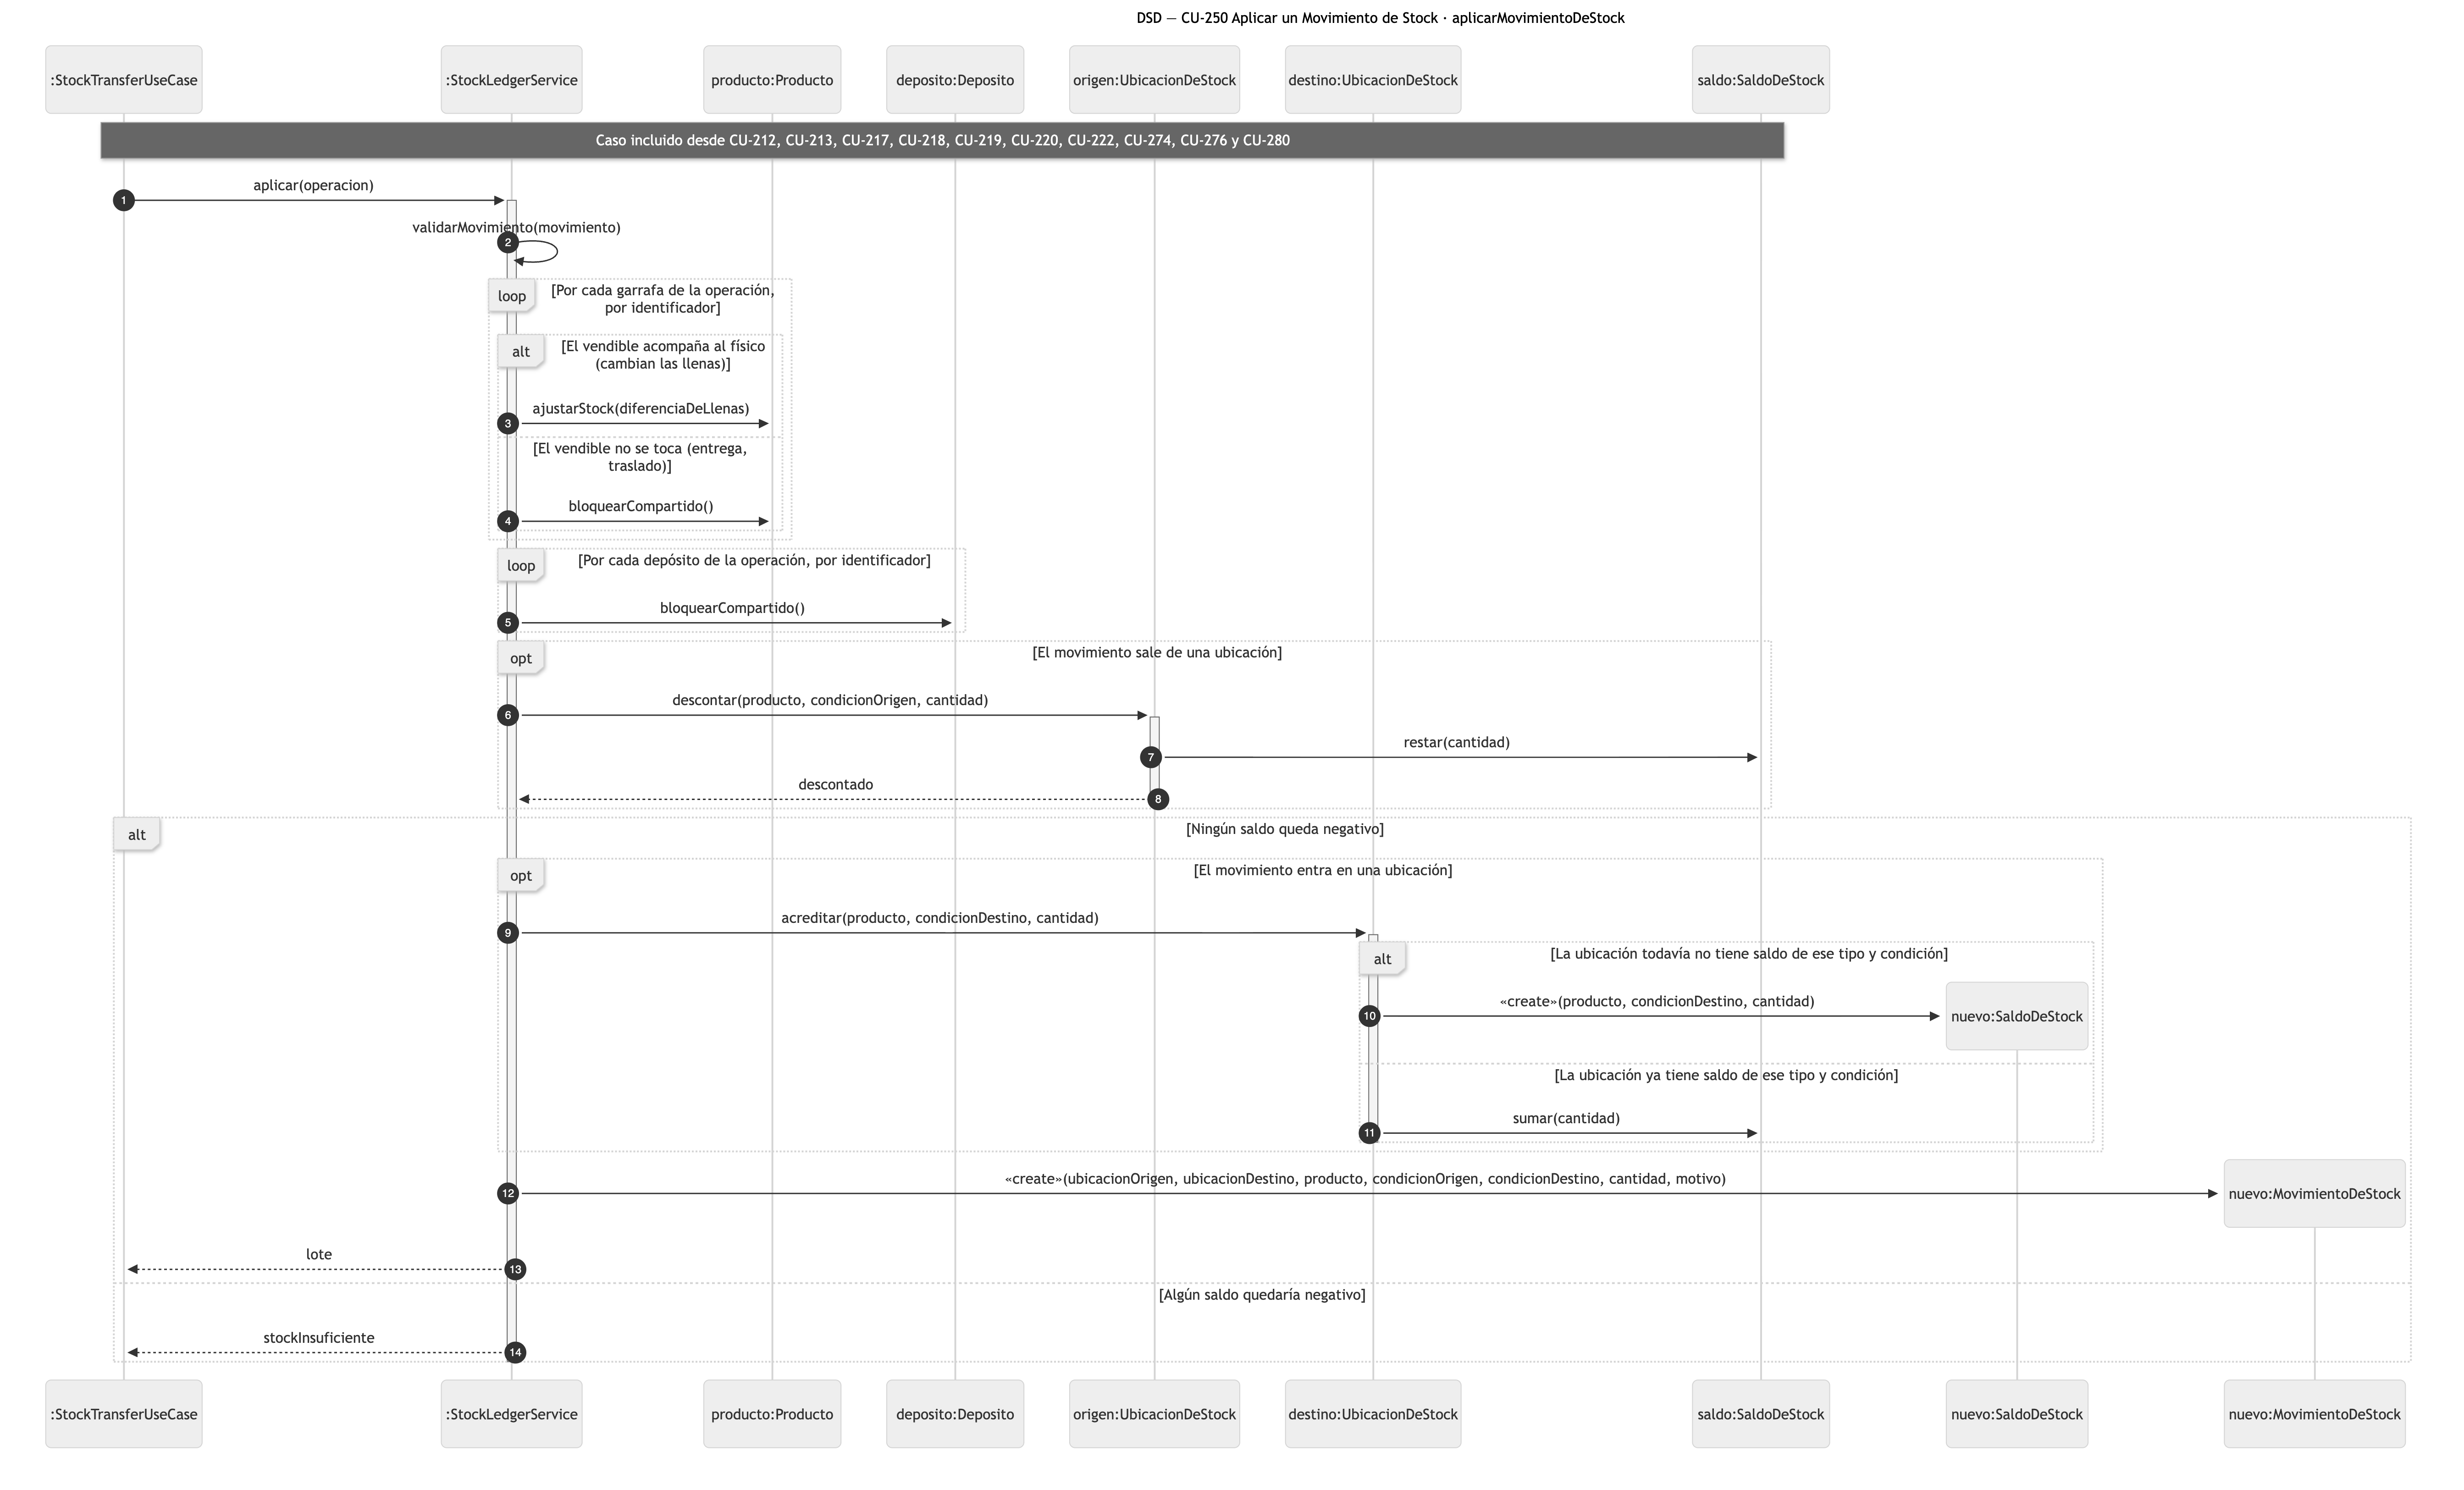 DSD — CU-250 Aplicar un Movimiento de Stock · aplicarMovimientoDeStock
:StockTransferUseCase
:StockLedgerService
producto:Producto
deposito:Deposito
origen:UbicacionDeStock
destino:UbicacionDeStock
saldo:SaldoDeStock
Caso incluido desde CU-212, CU-213, CU-217, CU-218, CU-219, CU-220, CU-222, CU-274, CU-276 y CU-280
aplicar(operacion)
1
validarMovimiento(movimiento)
2
loop
[Por cada garrafa de la operación,
por identificador]
alt
[El vendible acompaña al físico
(cambian las llenas)]
ajustarStock(diferenciaDeLlenas)
3
[El vendible no se toca (entrega,
traslado)]
bloquearCompartido()
4
loop
[Por cada depósito de la operación, por identificador]
bloquearCompartido()
5
opt
[El movimiento sale de una ubicación]
descontar(producto, condicionOrigen, cantidad)
6
restar(cantidad)
7
descontado
8
alt
[Ningún saldo queda negativo]
opt
[El movimiento entra en una ubicación]
acreditar(producto, condicionDestino, cantidad)
9
alt
[La ubicación todavía no tiene saldo de ese tipo y condición]
«create»(producto, condicionDestino, cantidad)
10
nuevo:SaldoDeStock
[La ubicación ya tiene saldo de ese tipo y condición]
sumar(cantidad)
11
«create»(ubicacionOrigen, ubicacionDestino, producto, condicionOrigen, condicionDestino, cantidad, motivo)
12
nuevo:MovimientoDeStock
lote
13
[Algún saldo quedaría negativo]
stockInsuficiente
14
:StockTransferUseCase
:StockLedgerService
producto:Producto
deposito:Deposito
origen:UbicacionDeStock
destino:UbicacionDeStock
saldo:SaldoDeStock
nuevo:SaldoDeStock
nuevo:MovimientoDeStock